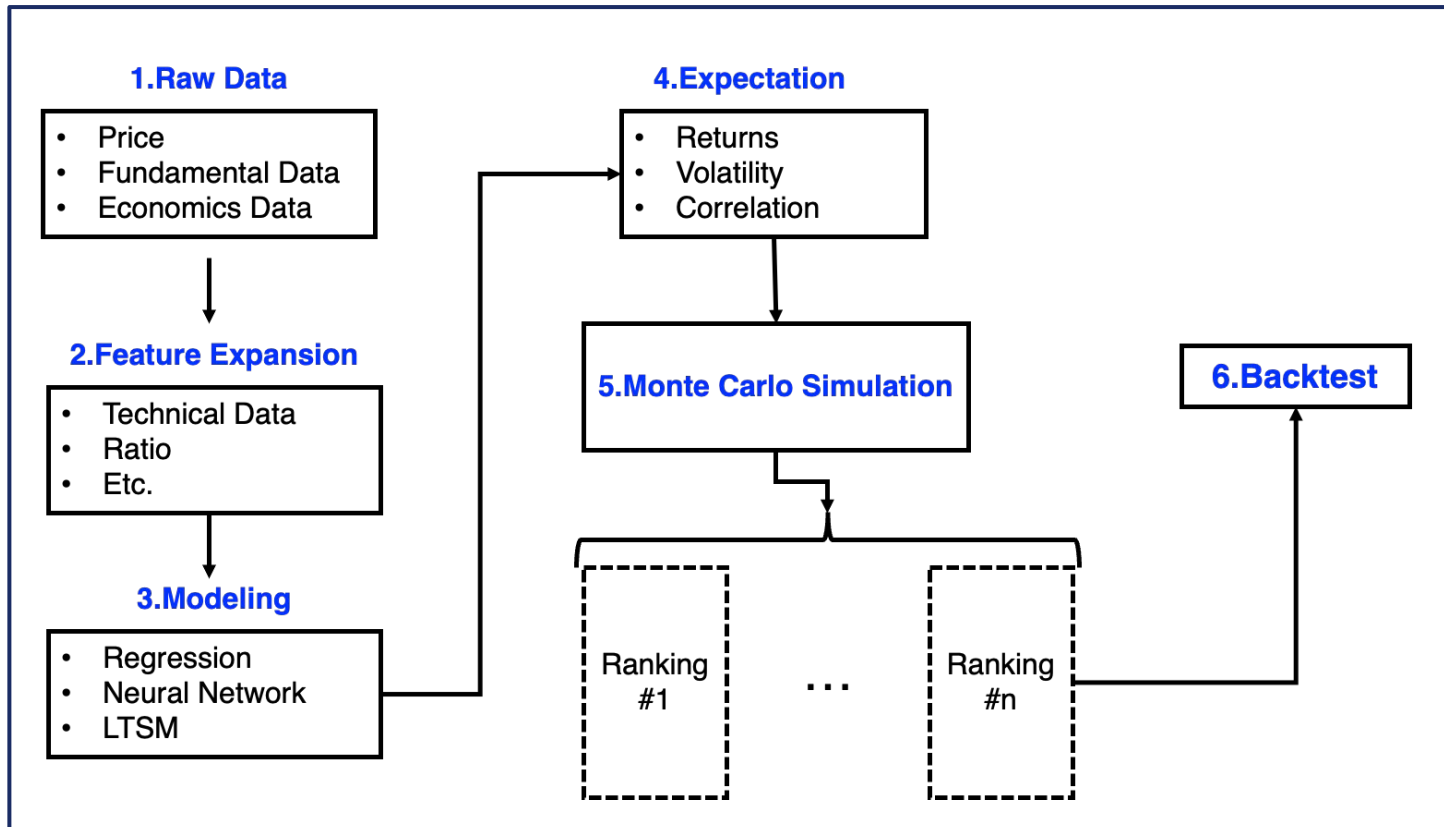 1.Raw Data
• Price
• Fundamental Data
• Economics Data
2.Feature Expansion
• Technical Data
• Ratio
• Etc.
3.Modeling
• Regression
• Neural Network
• LTSM
4.Expectation
• Returns
• Volatility
• Correlation
5.Monte Carlo Simulation
Ranking
#1
...
Ranking
#n
6.Backtest